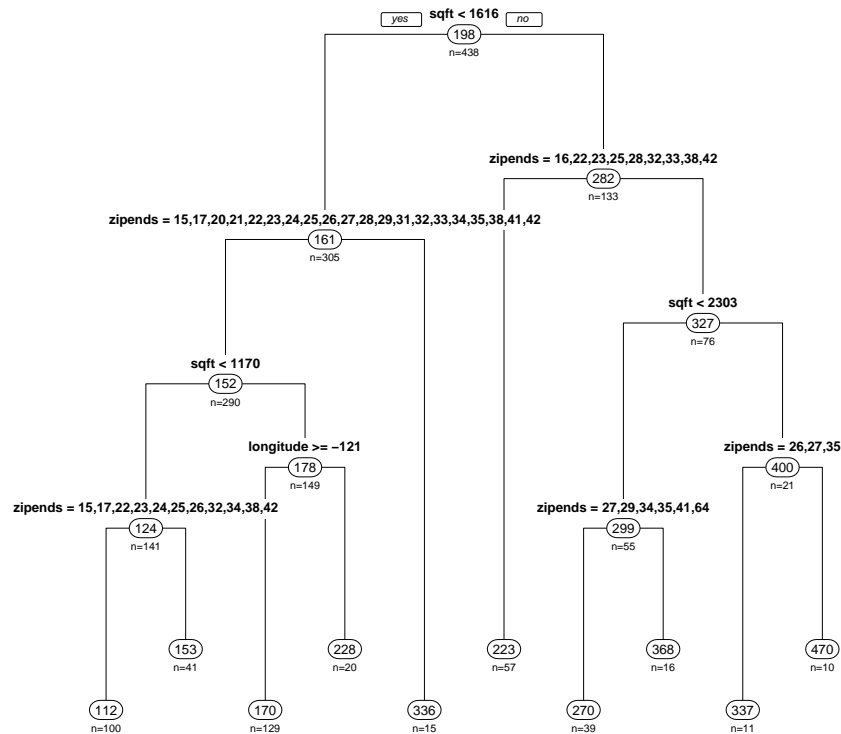 sqft < 1616
yes
no
198
n=438
zipends = 16,22,23,25,28,32,33,38,42
282
n=133
zipends = 15,17,20,21,22,23,24,25,26,27,28,29,31,32,33,34,35,38,41,42
161
n=305
sqft < 2303
327
n=76
sqft < 1170
152
n=290
longitude >= −121
178
n=149
zipends = 26,27,35
400
n=21
zipends = 15,17,22,23,24,25,26,32,34,38,42
124
n=141
zipends = 27,29,34,35,41,64
299
n=55
153
n=41
228
n=20
223
n=57
368
n=16
470
n=10
112
n=100
170
n=129
336
n=15
270
n=39
337
n=11